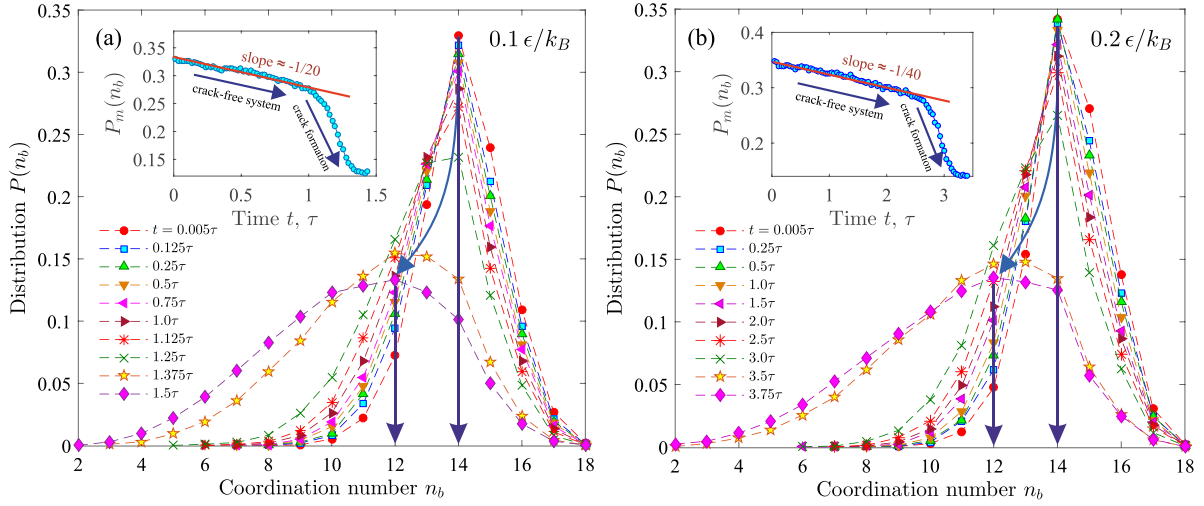 (a)
0.1 ϵ/k_B
Distribution P(n_b)
0.35
0.3
0.25
0.2
0.15
0.1
0.05
0
2 4 6 8 10 12 14 16 18
Coordination number n_b
P_m(n_b)
0.35
0.3
0.25
0.2
0.15
0 0.5 1 1.5
Time t, τ
slope ≈ -1/20
crack-free system
crack formation
t = 0.005τ
0.125τ
0.25τ
0.5τ
0.75τ
1.0τ
1.125τ
1.25τ
1.375τ
1.5τ
(b)
0.2 ϵ/k_B
Distribution P(n_b)
0.35
0.3
0.25
0.2
0.15
0.1
0.05
0
2 4 6 8 10 12 14 16 18
Coordination number n_b
P_m(n_b)
0.4
0.3
0.2
0 1 2 3
Time t, τ
slope ≈ -1/40
crack-free system
crack formation
t = 0.005τ
0.25τ
0.5τ
1.0τ
1.5τ
2.0τ
2.5τ
3.0τ
3.5τ
3.75τ